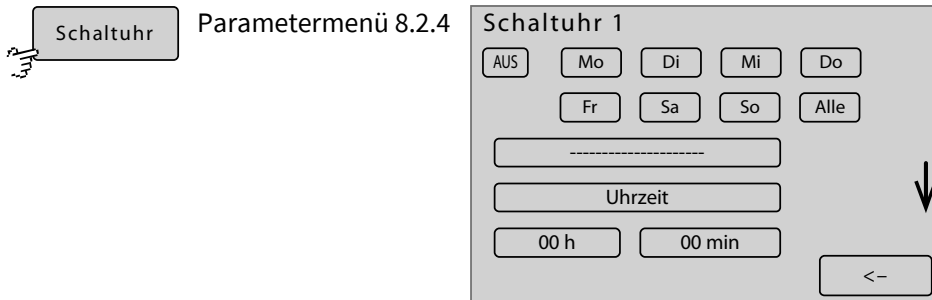 Schaltuhr Parametermenü 8.2.4 Schaltuhr 1
AUS Mo Di Mi Do
Fr Sa So Alle
---------------------
Uhrzeit
00 h 00 min
<–